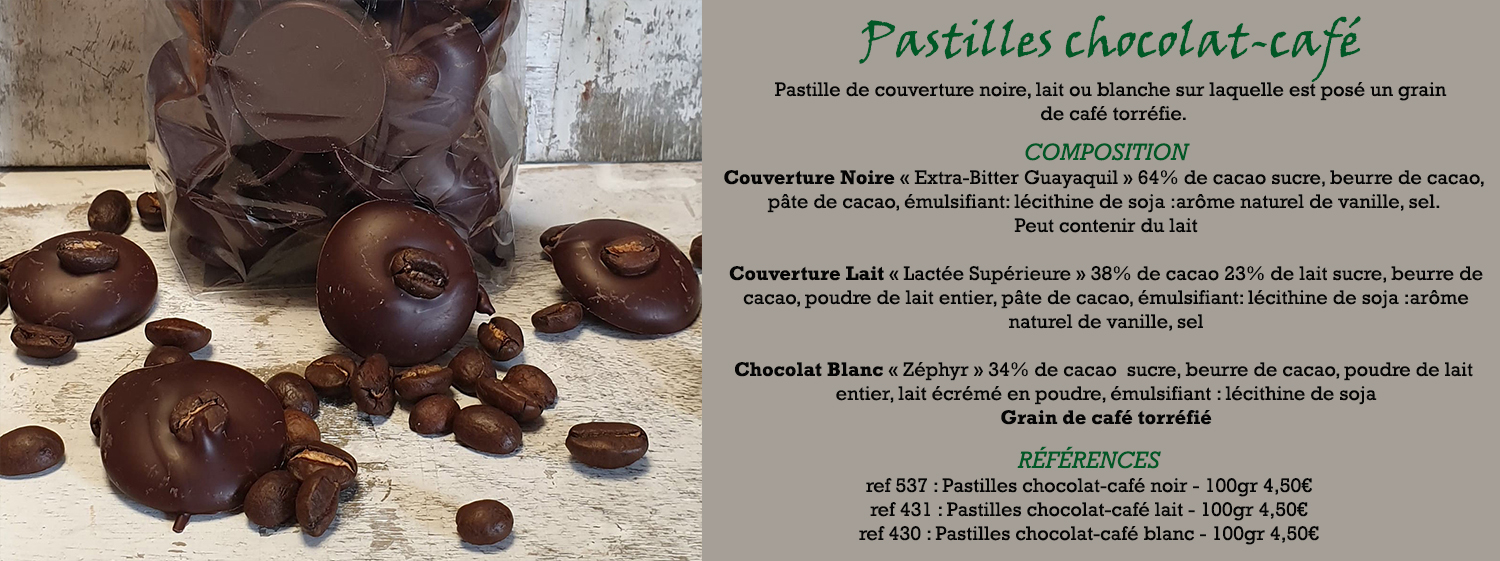 Pastilles chocolat-café
Pastille de couverture noire, lait ou blanche sur laquelle est posé un grain
de café torréfie.
COMPOSITION
Couverture Noire « Extra-Bitter Guayaquil » 64% de cacao sucre, beurre de cacao,
pâte de cacao, émulsifiant: lécithine de soja :arôme naturel de vanille, sel.
Peut contenir du lait
Couverture Lait « Lactée Supérieure » 38% de cacao 23% de lait sucre, beurre de
cacao, poudre de lait entier, pâte de cacao, émulsifiant: lécithine de soja :arôme
naturel de vanille, sel
Chocolat Blanc « Zéphyr » 34% de cacao  sucre, beurre de cacao, poudre de lait
entier, lait écrémé en poudre, émulsifiant : lécithine de soja
Grain de café torréfié
RÉFÉRENCES
ref 537 : Pastilles chocolat-café noir - 100gr 4,50€
ref 431 : Pastilles chocolat-café lait - 100gr 4,50€
ref 430 : Pastilles chocolat-café blanc - 100gr 4,50€